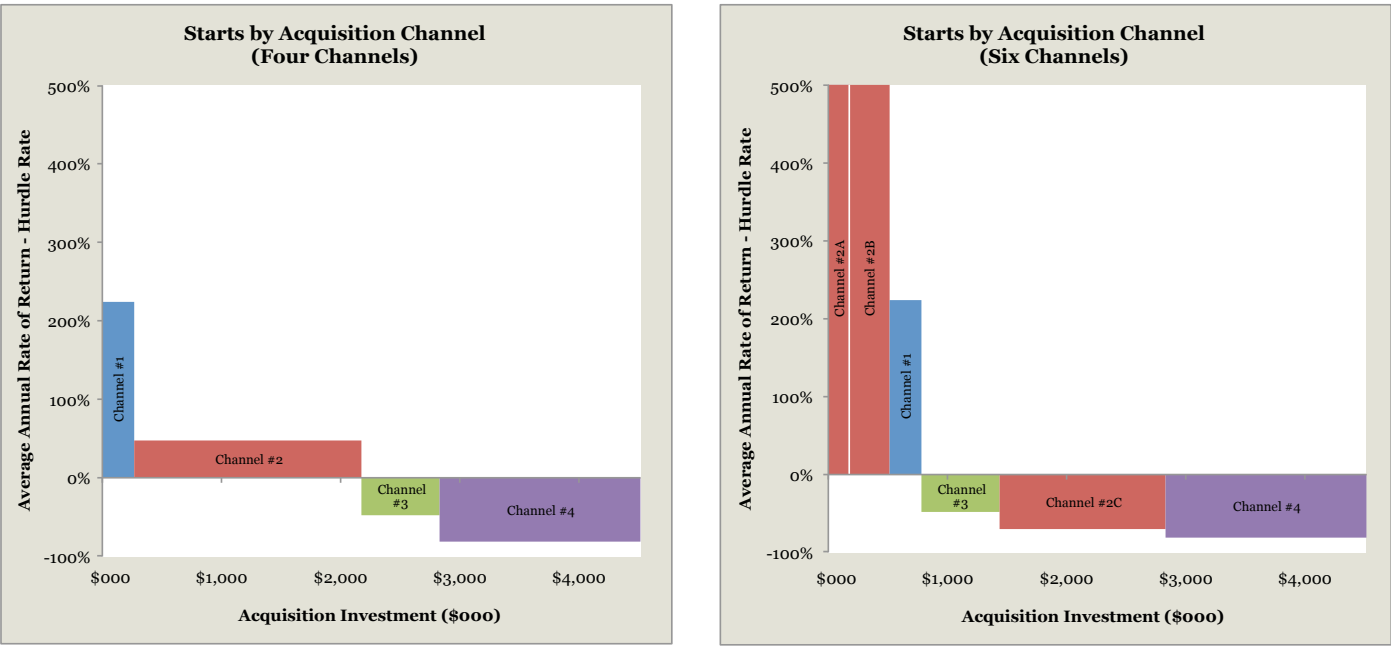 Starts by Acquisition Channel
(Four Channels)
Average Annual Rate of Return - Hurdle Rate
500%
400%
300%
200%
100%
0%
-100%
Channel #1
Channel #2
Channel
#3
Channel #4
$000
$1,000
$2,000
$3,000
$4,000
Acquisition Investment ($000)
Starts by Acquisition Channel
(Six Channels)
Average Annual Rate of Return - Hurdle Rate
500%
400%
300%
200%
100%
0%
-100%
Channel #2A
Channel #2B
Channel #1
Channel
#3
Channel #2C
Channel #4
$000
$1,000
$2,000
$3,000
$4,000
Acquisition Investment ($000)